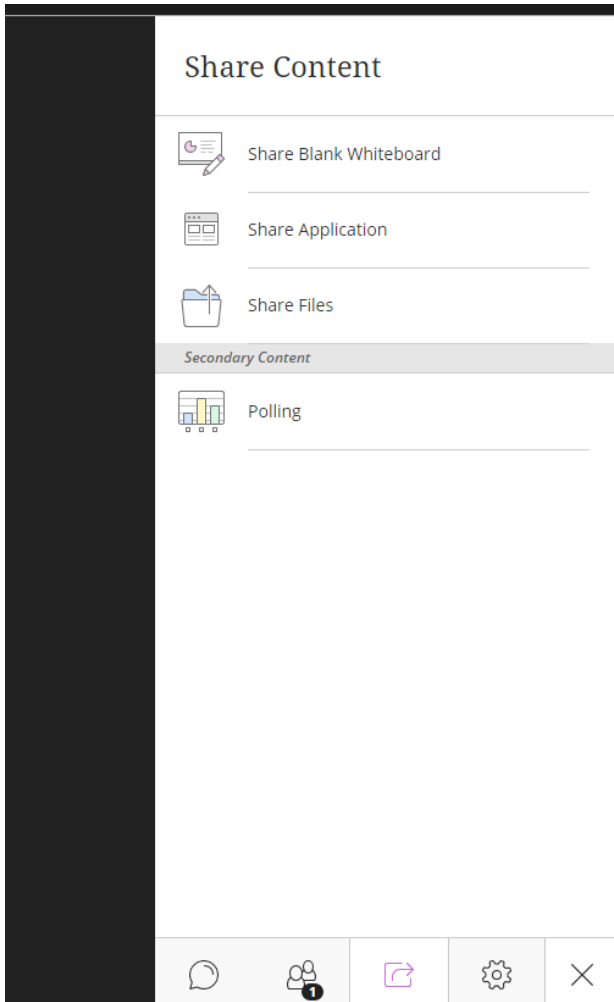 Share Content
Share Blank Whiteboard
Share Application
Share Files
Secondary Content
Polling
1